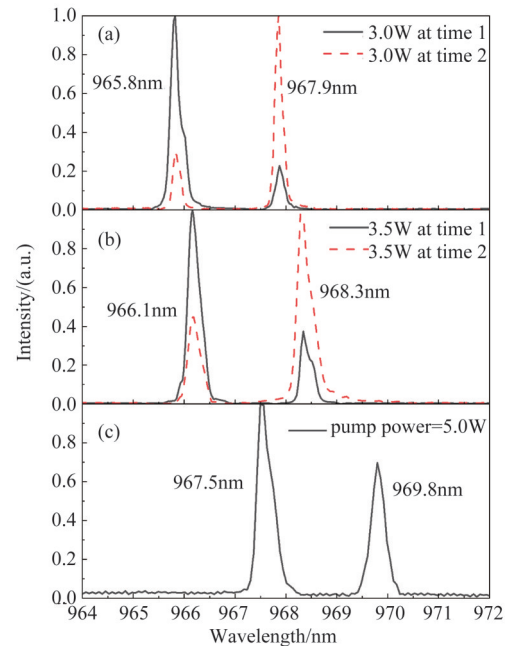 1.0
(a)
3.0W at time 1
3.0W at time 2
0.8
965.8nm
967.9nm
0.6
0.4
0.2
0.0
(b)
3.5W at time 1
3.5W at time 2
0.8
966.1nm
968.3nm
0.6
0.4
0.2
0.0
Intensity/(a.u.)
(c)
pump power=5.0W
0.8
967.5nm
969.8nm
0.6
0.4
0.2
0.0
964 965 966 967 968 969 970 971 972
Wavelength/nm